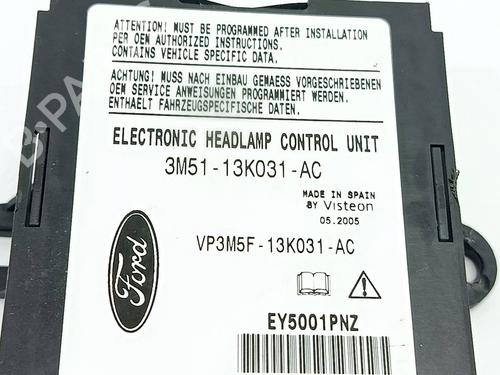 ATTENTION! MUST BE PROGRAMMED AFTER INSTALLATION
PER OEM AUTHORIZED INSTRUCTIONS.
CONTAINS VEHICLE SPECIFIC DATA.
ACHTUNG! MUSS NACH EINBAU GEMAESS VORGESCHRIEBENEN
OEM SERVICE ANWEISUNGEN PROGRAMMIERT WERDEN.
ENTHAELT FAHRZEUGSPEZIFISCHE DATEN.
ELECTRONIC HEADLAMP CONTROL UNIT
3M51-13K031-AC
MADE IN SPAIN
BY Visteon
05.2005
VP3M5F-13K031-AC
Ford
EY5001PNZ